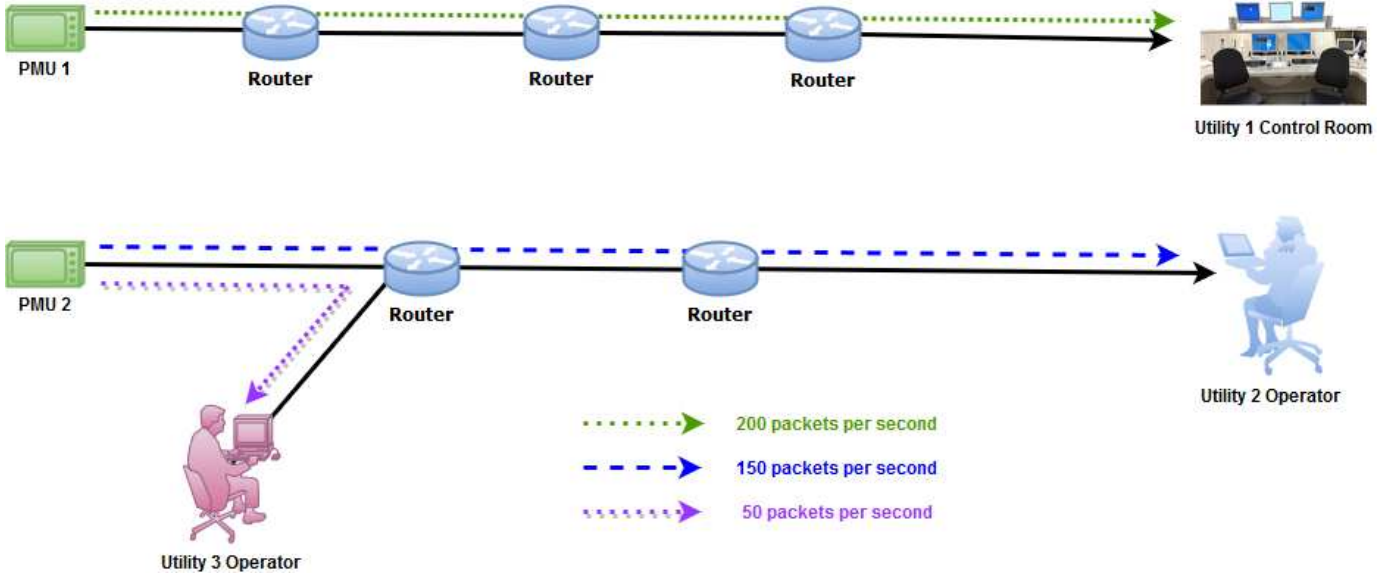 PMU 1
Router
Router
Router
Utility 1 Control Room
PMU 2
Router
Router
Utility 2 Operator
200 packets per second
150 packets per second
50 packets per second
Utility 3 Operator